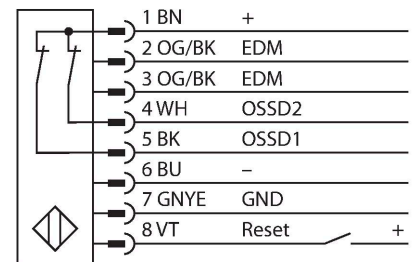 1 BN +
2 OG/BK EDM
3 OG/BK EDM
4 WH OSSD2
5 BK OSSD1
6 BU –
7 GNYE GND
8 VT Reset +